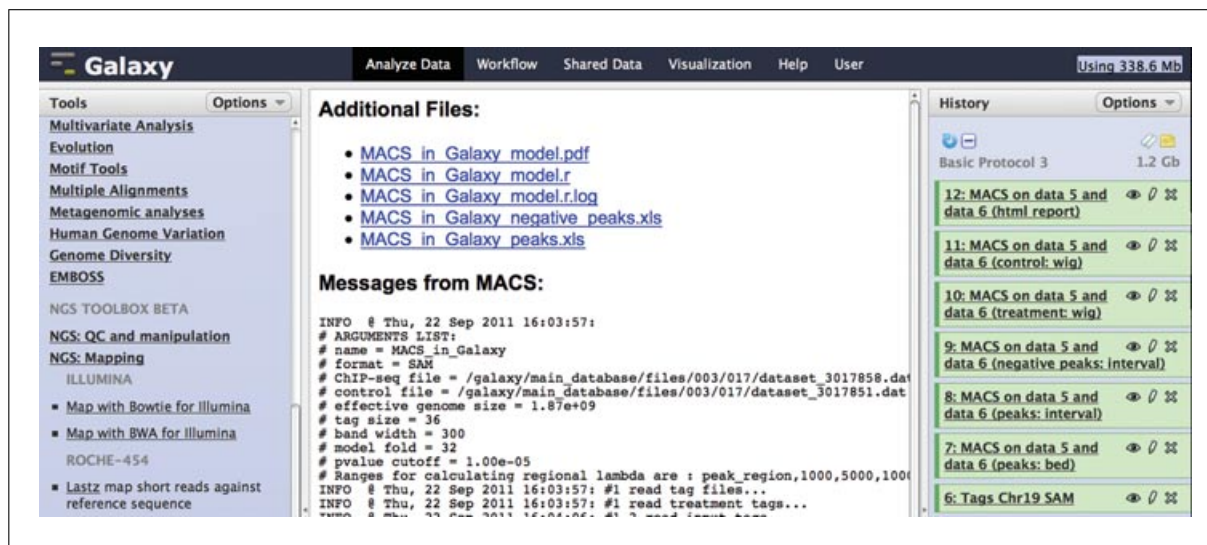 Galaxy
Analyze Data Workflow Shared Data Visualization Help User
Using 338.6 Mb
Tools
Options
Multivariate Analysis
Evolution
Motif Tools
Multiple Alignments
Metagenomic analyses
Human Genome Variation
Genome Diversity
EMBOSS
NGS TOOLBOX BETA
NGS: QC and manipulation
NGS: Mapping
ILLUMINA
Map with Bowtie for Illumina
Map with BWA for Illumina
ROCHE-454
Lastz map short reads against
reference sequence
Additional Files:
• MACS_in_Galaxy_model.pdf
• MACS_in_Galaxy_model.r
• MACS_in_Galaxy_model.r.log
• MACS_in_Galaxy_negative_peaks.xls
• MACS_in_Galaxy_peaks.xls
Messages from MACS:
INFO @ Thu, 22 Sep 2011 16:03:57:
# ARGUMENTS LIST:
# name = MACS_in_Galaxy
# format = SAM
# ChIP-seq file = /galaxy/main_database/files/003/017/dataset_3017858.dat
# control file = /galaxy/main_database/files/003/017/dataset_3017851.dat
# effective genome size = 1.87e+09
# tag size = 36
# band width = 300
# model fold = 32
# pvalue cutoff = 1.00e-05
# Ranges for calculating regional lambda are : peak_region,1000,5000,1000
INFO @ Thu, 22 Sep 2011 16:03:57: #1 read tag files...
INFO @ Thu, 22 Sep 2011 16:03:57: #1 read treatment tags...
History
Options
Basic Protocol 3
1.2 Gb
12: MACS on data 5 and
data 6 (html report)
11: MACS on data 5 and
data 6 (control: wig)
10: MACS on data 5 and
data 6 (treatment: wig)
9: MACS on data 5 and
data 6 (negative peaks: interval)
8: MACS on data 5 and
data 6 (peaks: interval)
7: MACS on data 5 and
data 6 (peaks: bed)
6: Tags Chr19 SAM